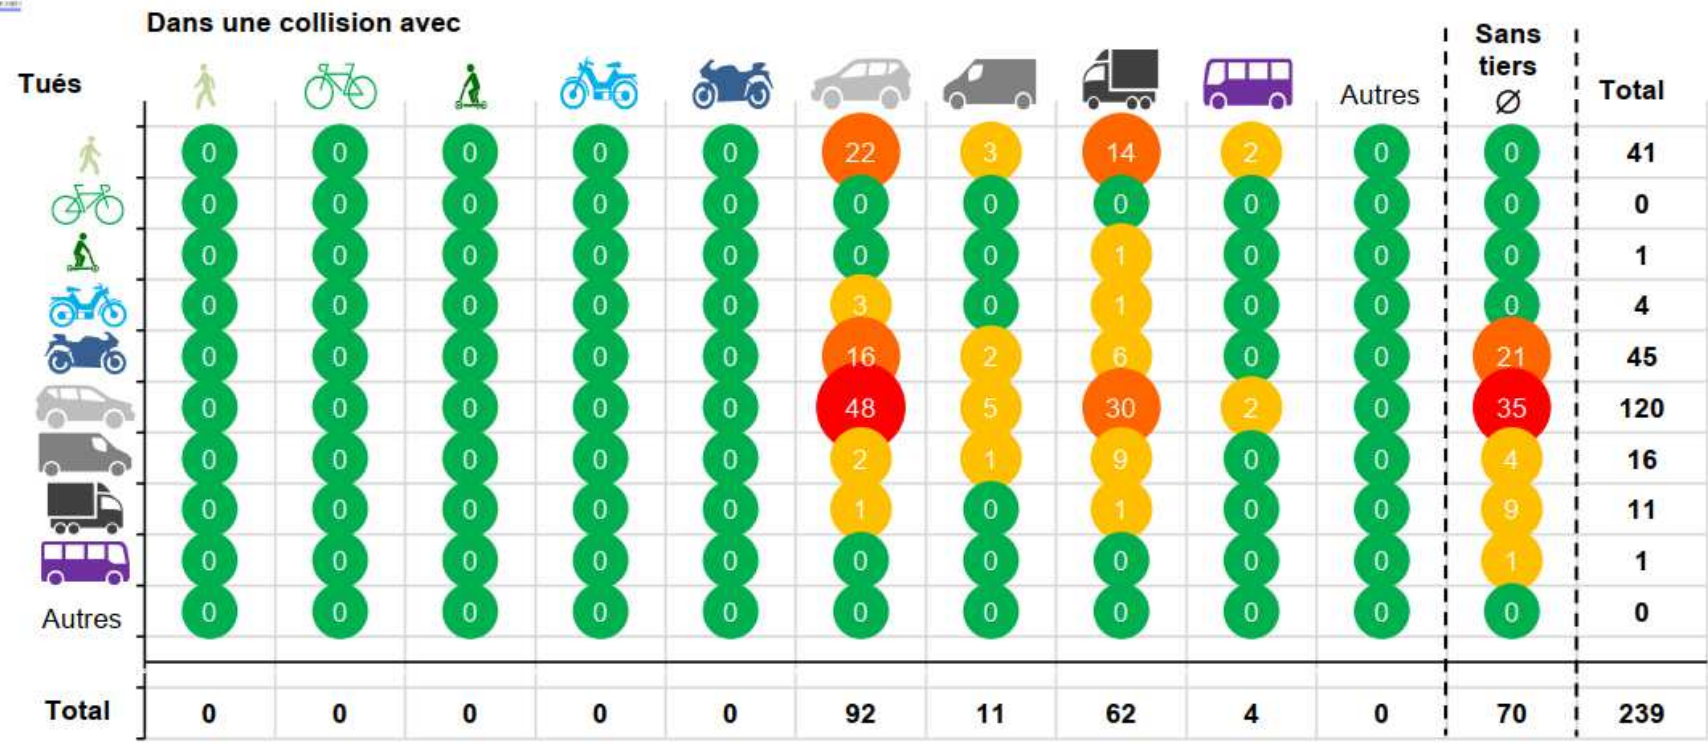 Dans une collision avec
Tués
Autres
Sans
tiers
Ø
Total
0 0 0 0 0 22 3 14 2 0 0 41
0 0 0 0 0 0 0 0 0 0 0 0
0 0 0 0 0 0 0 1 0 0 0 1
0 0 0 0 0 3 0 1 0 0 0 4
0 0 0 0 0 16 2 6 0 0 21 45
0 0 0 0 0 48 5 30 2 0 35 120
0 0 0 0 0 2 1 9 0 0 4 16
0 0 0 0 0 1 0 1 0 0 9 11
0 0 0 0 0 0 0 0 0 0 1 1
Autres 0 0 0 0 0 0 0 0 0 0 0 0
Total 0 0 0 0 0 92 11 62 4 0 70 239